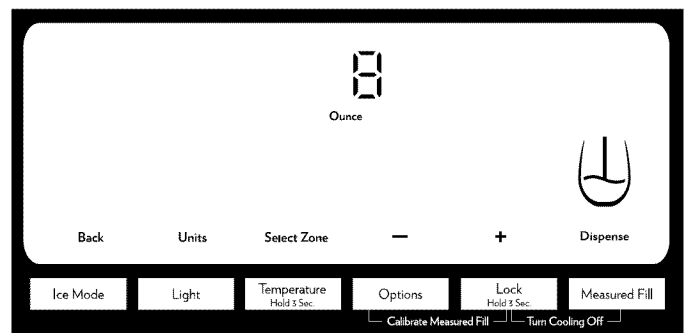 8
Ounce
Back Units Select Zone − + Dispense
Ice Mode Light Temperature Options Lock Measured Fill
Hold 3 Sec. Hold 3 Sec.
Calibrate Measured Fill Turn Cooling Off